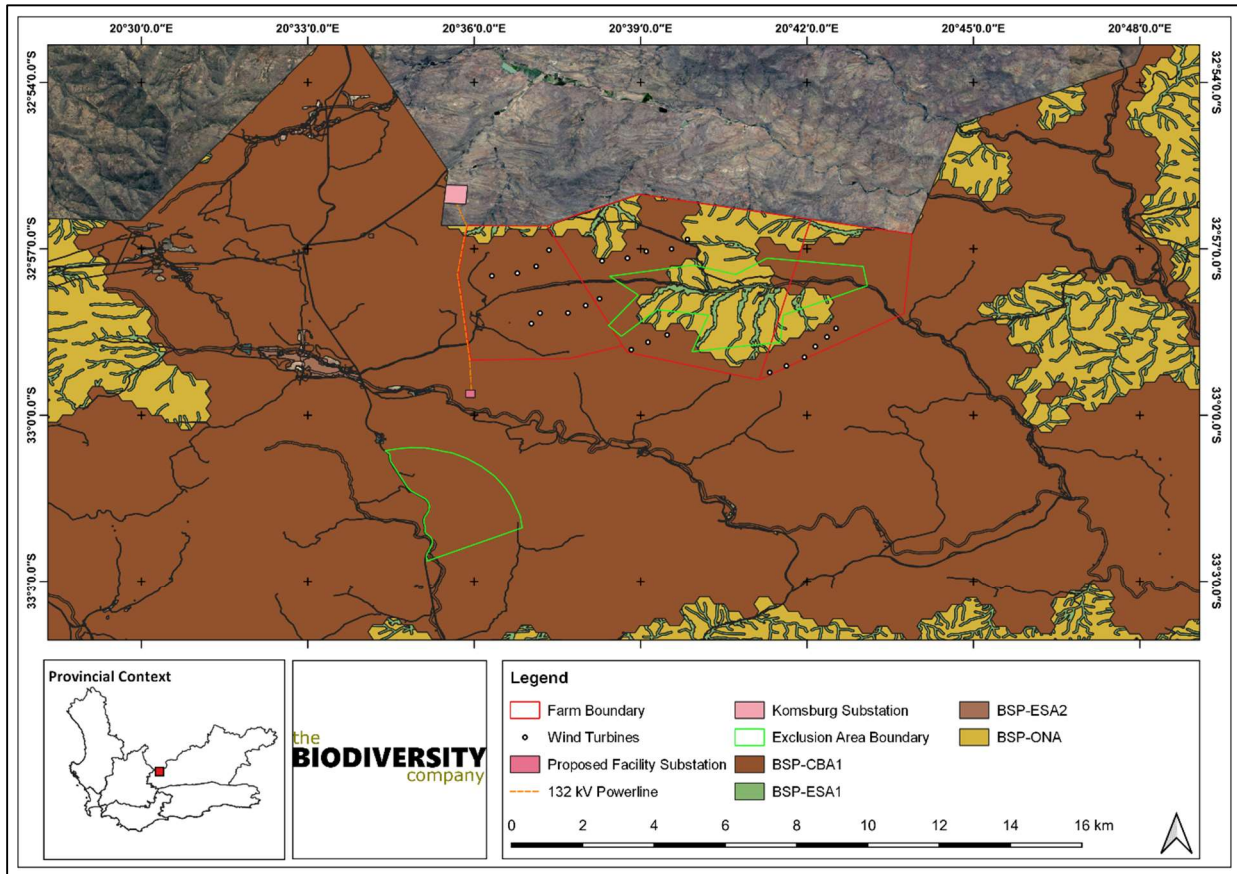 20°30'0.0"E 20°33'0.0"E 20°36'0.0"E 20°39'0.0"E 20°42'0.0"E 20°45'0.0"E 20°48'0.0"E
32°54'0.0"S 32°54'0.0"S
32°57'0.0"S 32°57'0.0"S
33°0'0.0"S 33°0'0.0"S
33°3'0.0"S 33°3'0.0"S
Provincial Context
the
BIODIVERSITY
company
Legend
Farm Boundary
Wind Turbines
Proposed Facility Substation
132 kV Powerline
Komsburg Substation
Exclusion Area Boundary
BSP-CBA1
BSP-ESA1
BSP-ESA2
BSP-ONA
0 2 4 6 8 10 12 14 16 km